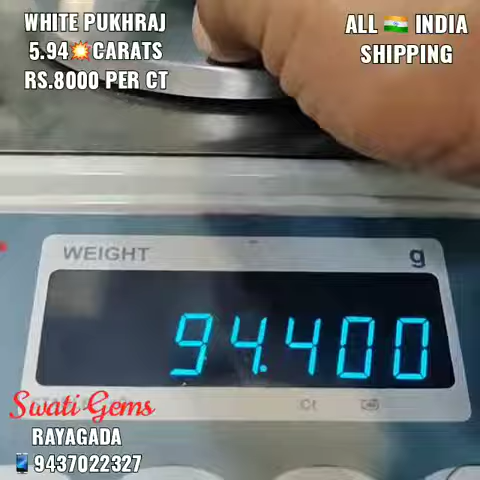 WHITE PUKHRAJ
5.94💥CARATS
RS.8000 PER CT
ALL 🇮🇳 INDIA
SHIPPING
WEIGHT g
94.400
Ct
Swati Gems
RAYAGADA
📱9437022327